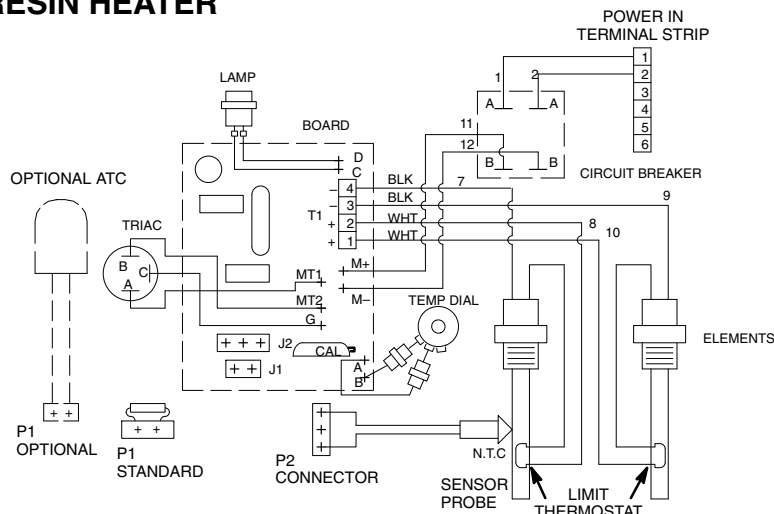 RESIN HEATER
POWER IN
TERMINAL STRIP
1
2
3
4
5
6
1
2
A
A
11
12
B
B
CIRCUIT BREAKER
LAMP
BOARD
D
C
OPTIONAL ATC
TRIAC
B
C
A
T1
– 4
– 3
+ 2
+ 1
BLK
7
BLK
9
WHT
8
WHT
10
M+
MT1
M–
MT2
G
TEMP DIAL
+ + +
J2
CAL
+ +
J1
A
B
ELEMENTS
+ +
P1
OPTIONAL
+ +
P1
STANDARD
P2
CONNECTOR
N.T.C
SENSOR
PROBE
LIMIT
THERMOSTAT